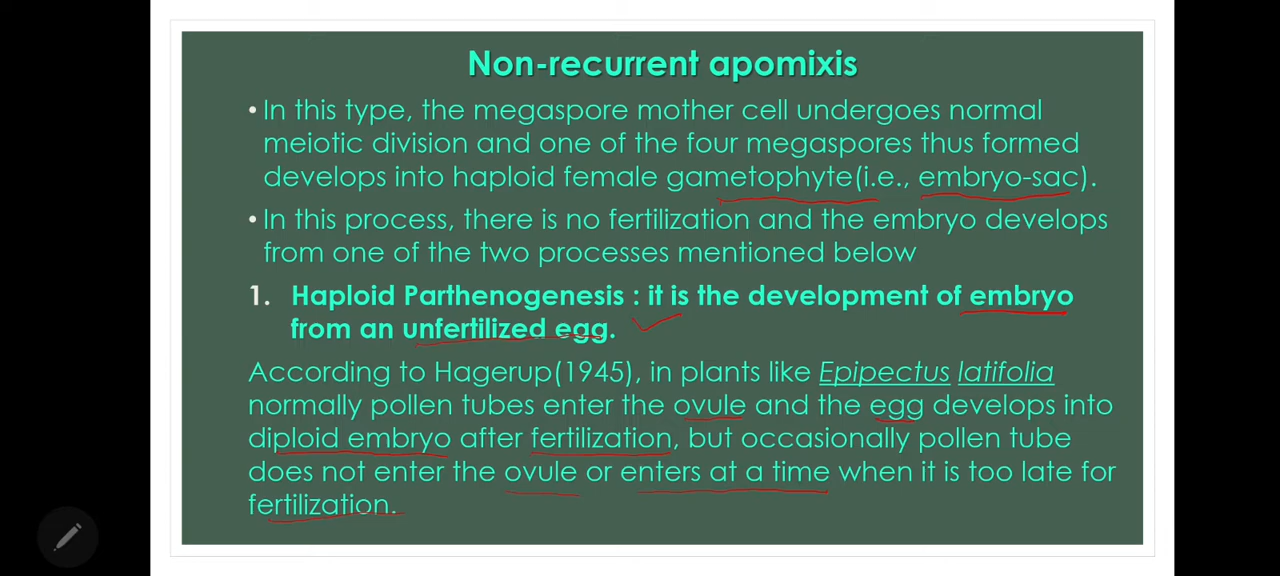 Non-recurrent apomixis
• In this type, the megaspore mother cell undergoes normal
meiotic division and one of the four megaspores thus formed
develops into haploid female gametophyte(i.e., embryo-sac).
• In this process, there is no fertilization and the embryo develops
from one of the two processes mentioned below
1. Haploid Parthenogenesis : it is the development of embryo
from an unfertilized egg.
According to Hagerup(1945), in plants like Epipectus latifolia
normally pollen tubes enter the ovule and the egg develops into
diploid embryo after fertilization, but occasionally pollen tube
does not enter the ovule or enters at a time when it is too late for
fertilization.